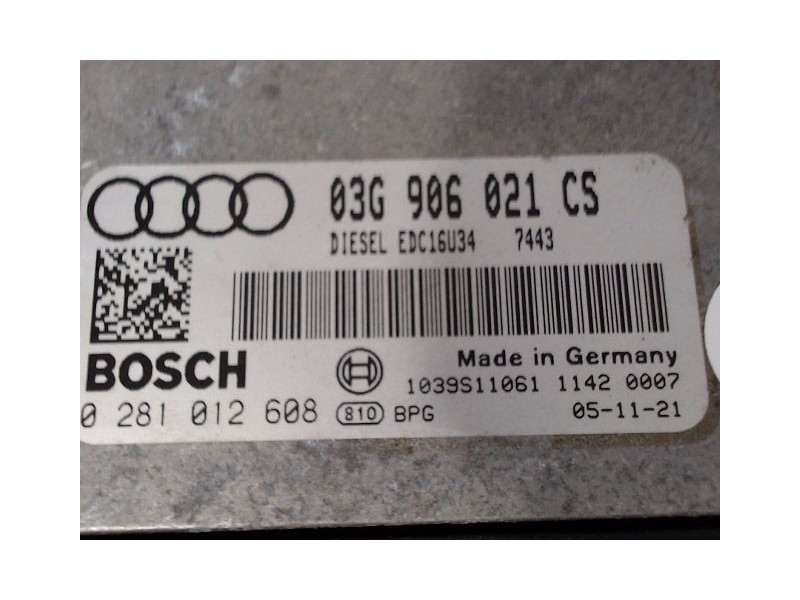 03G 906 021 CS
DIESEL EDC16U34 7443
BOSCH
Made in Germany
1039S11061 1142 0007
0 281 012 608 810 BPG 05-11-21